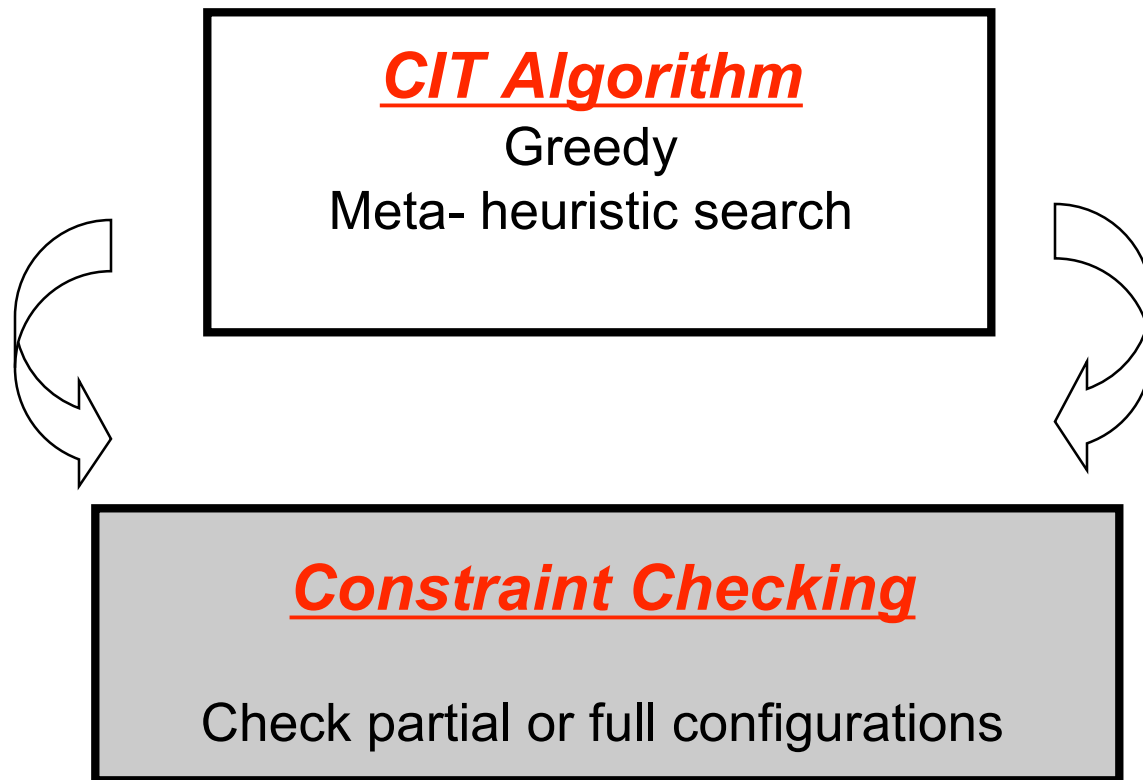 CIT Algorithm
Greedy
Meta- heuristic search
Constraint Checking
Check partial or full configurations